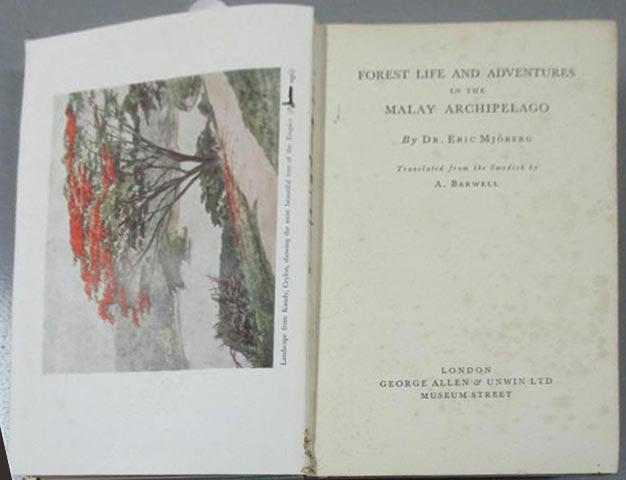 Landscape from Kandy, Ceylon, showing the most beautiful tree of the Tropics
FOREST LIFE AND ADVENTURES
IN THE
MALAY ARCHIPELAGO
By DR. ERIC MJÖBERG
Translated from the Swedish by
A. BARWELL
LONDON
GEORGE ALLEN & UNWIN LTD
MUSEUM STREET